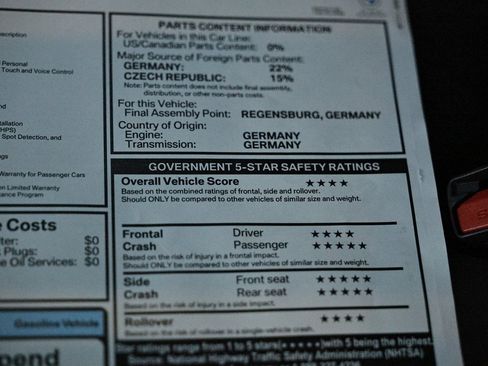 PARTS CONTENT INFORMATION
For Vehicles in this Car Line:
US/Canadian Parts Content: 0%
Major Source of Foreign Parts Content:
GERMANY: 22%
CZECH REPUBLIC: 15%
Note: Parts content does not include final assembly,
distribution, or other non-parts costs.
For this Vehicle:
Final Assembly Point: REGENSBURG, GERMANY
Country of Origin:
Engine: GERMANY
Transmission: GERMANY
GOVERNMENT 5-STAR SAFETY RATINGS
Overall Vehicle Score ★★★★
Based on the combined ratings of frontal, side and rollover.
Should ONLY be compared to other vehicles of similar size and weight.
Frontal Driver ★★★★
Crash Passenger ★★★★★
Based on the risk of injury in a frontal impact.
Should ONLY be compared to other vehicles of similar size and weight.
Side Front seat ★★★★★
Crash Rear seat ★★★★★
Based on the risk of injury in a side impact.
Rollover ★★★★
Based on the risk of rollover in a single-vehicle crash.
Star ratings range from 1 to 5 stars (★★★★★) with 5 being the highest.
Source: National Highway Traffic Safety Administration (NHTSA)
Personal
Touch and Voice Control
HPS)
Spot Detection, and
Warranty for Passenger Cars
Limited Warranty
ance Program
e Costs
ter: $0
Plugs: $0
e Oil Services: $0
Gasoline Vehicle
pend